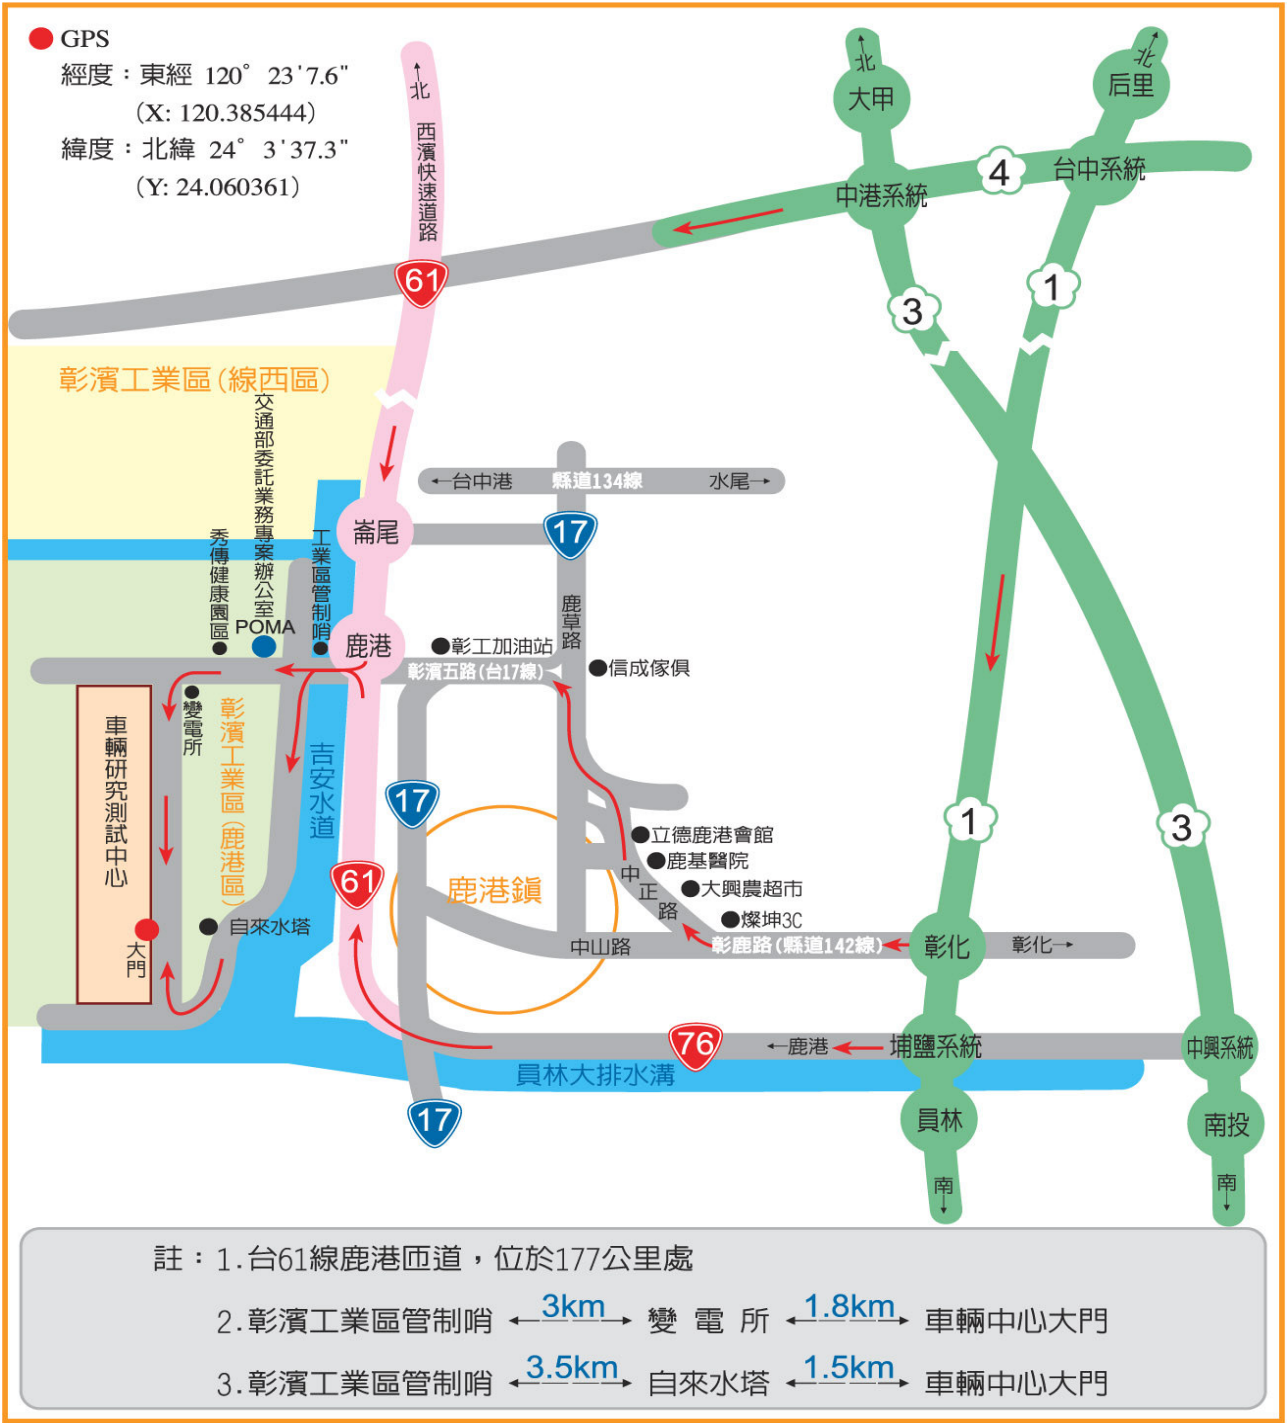 GPS
經度：東經 120° 23'7.6"
(X: 120.385444)
緯度：北緯 24° 3'37.3"
(Y: 24.060361)
←北
西濱快速道路
61
←北
大甲
←北
后里
中港系統
4
台中系統
3
1
彰濱工業區(線西區)
交通部委託業務專案辦公室
POMA
秀傳健康園區
工業區管制哨
崙尾
←台中港
縣道134線
水尾→
17
鹿草路
鹿港
彰工加油站
彰濱五路(台17線)
信成傢俱
變電所
車輛研究測試中心
彰濱工業區(鹿港區)
吉安水道
17
61
鹿港鎮
立德鹿港會館
鹿基醫院
大興農超市
燦坤3C
中正路
1
3
大門
自來水塔
中山路
彰鹿路(縣道142線)
彰化
彰化→
76
←鹿港
埔鹽系統
中興系統
員林大排水溝
17
員林
南投
南→
南→
註：1.台61線鹿港匝道，位於177公里處
2.彰濱工業區管制哨 ←3km→ 變電所 ←1.8km→ 車輛中心大門
3.彰濱工業區管制哨 ←3.5km→ 自來水塔 ←1.5km→ 車輛中心大門